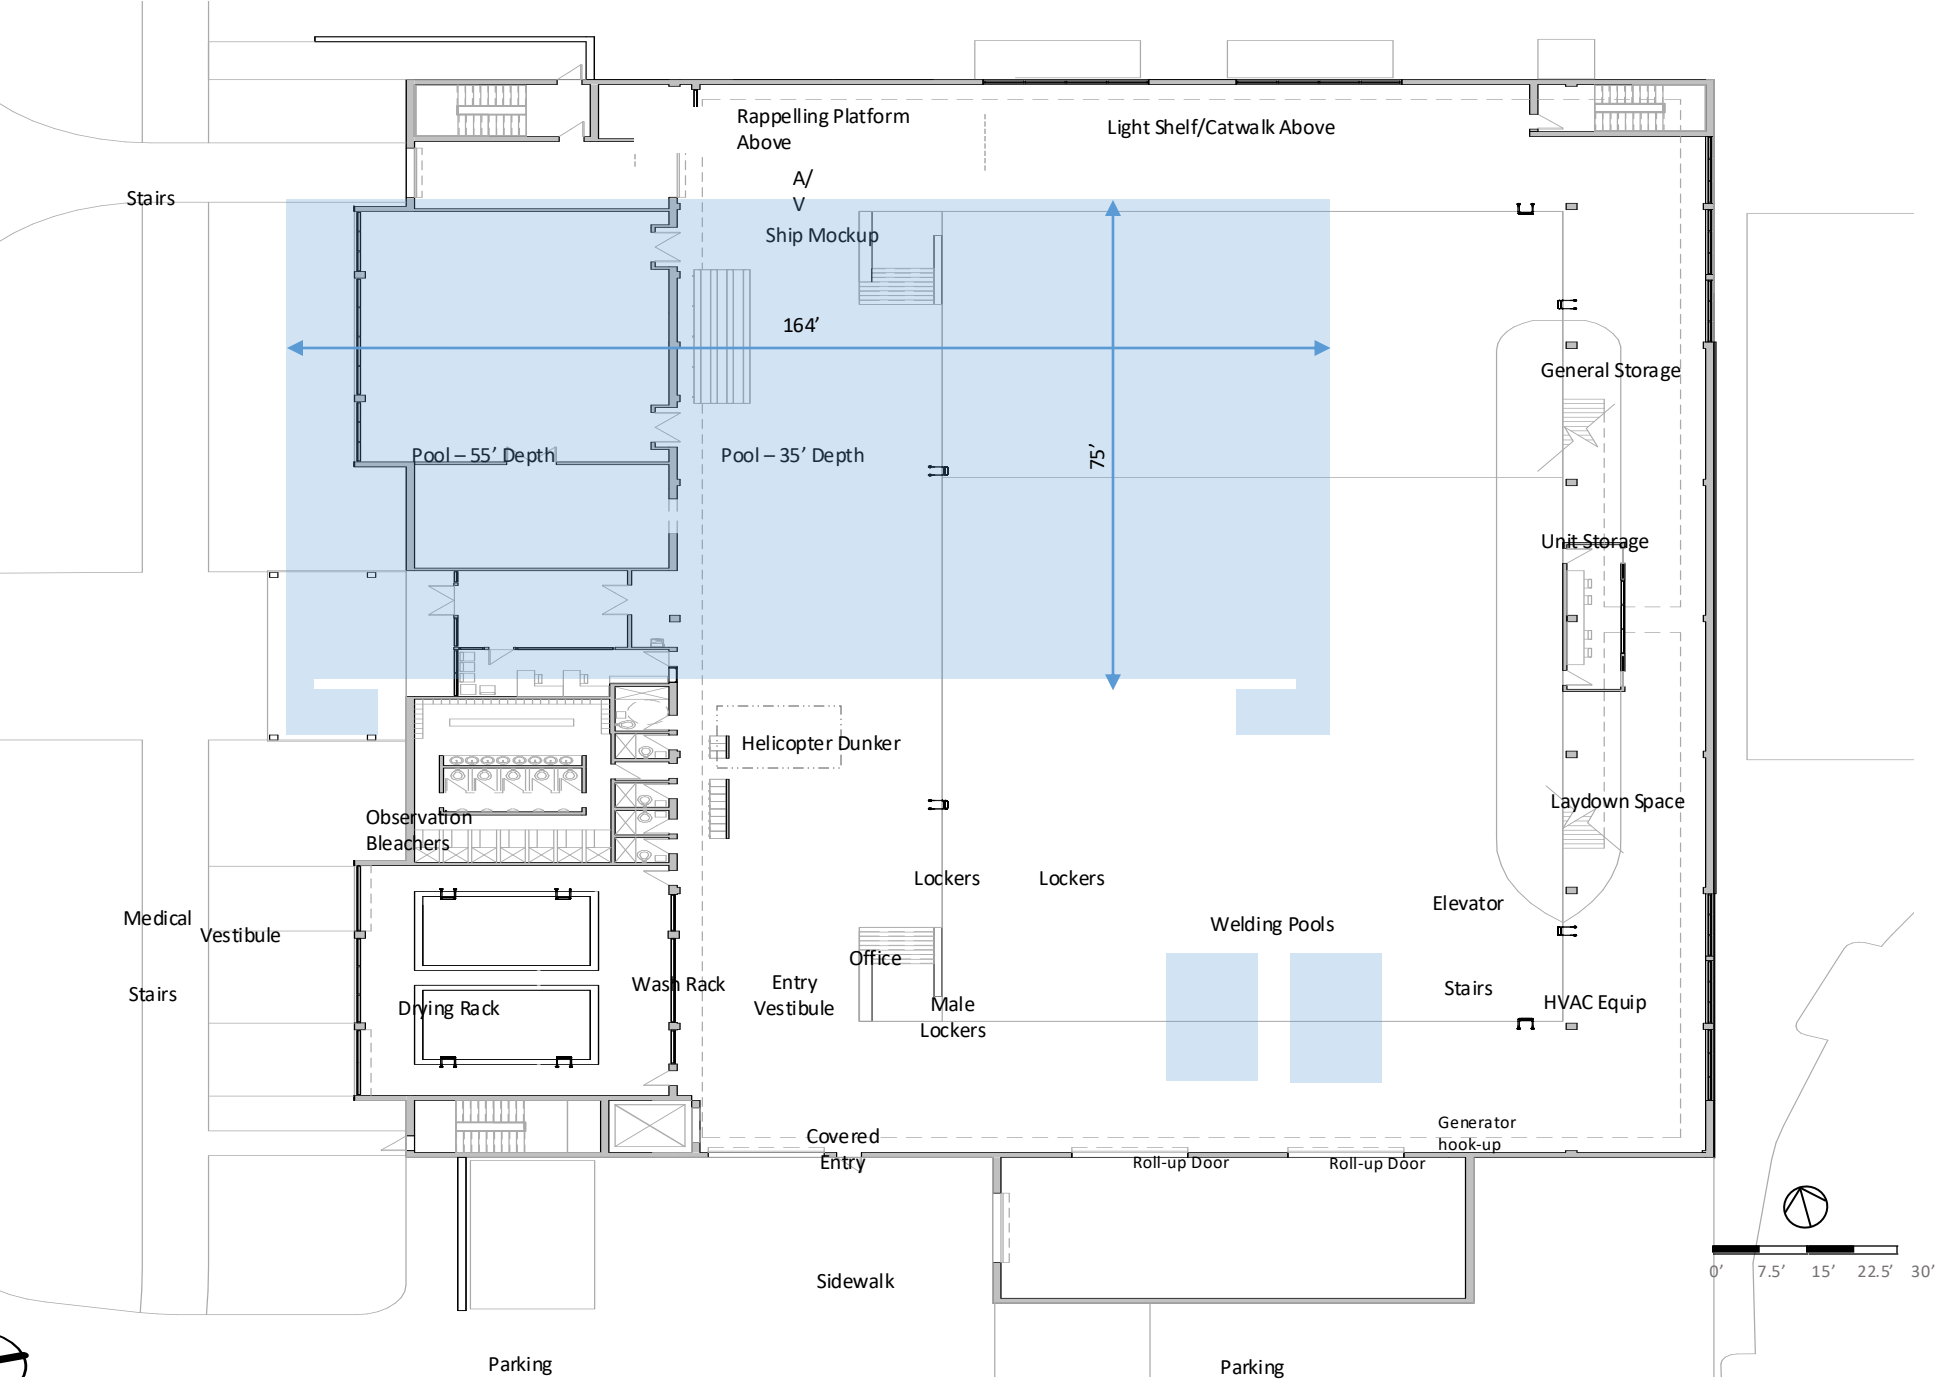 Rappelling Platform
Above
Light Shelf/Catwalk Above
A/
V
Stairs
Ship Mockup
164’
General Storage
Pool – 55’ Depth
Pool – 35’ Depth
75’
Unit Storage
Helicopter Dunker
Laydown Space
Observation
Bleachers
Lockers
Lockers
Elevator
Medical
Vestibule
Welding Pools
Office
Stairs
Drying Rack
Wash Rack
Entry
Vestibule
Male
Lockers
Stairs
HVAC Equip
Generator
hook-up
Covered
Entry
Roll-up Door
Roll-up Door
Sidewalk
0’ 7.5’ 15’ 22.5’ 30’
Parking
Parking